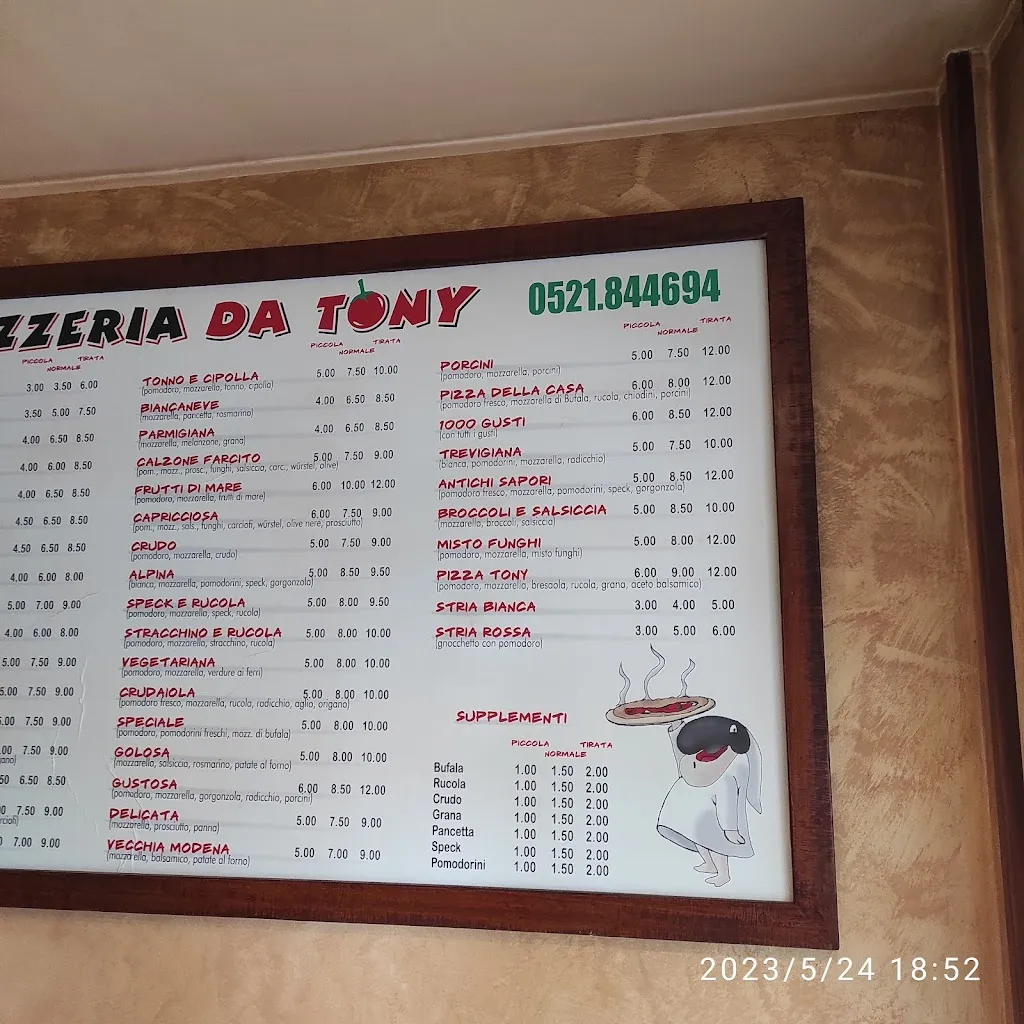 ZZERIA DA TONY
0521.844694
PICCOLA NORMALE TIRATA
3.00 3.50 6.00
3.50 5.00 7.50
4.00 6.50 8.50
4.00 6.00 8.50
4.00 6.50 8.50
4.50 6.50 8.50
4.50 6.50 8.50
4.00 6.00 8.00
5.00 7.00 9.00
4.00 6.00 8.00
5.00 7.50 9.00
5.00 7.50 9.00
5.00 7.50 9.00
.00 7.50 9.00
50 6.50 8.50
0 7.50 9.00
0 7.00 9.00
PICCOLA NORMALE TIRATA
TONNO E CIPOLLA 5.00 7.50 10.00
(pomodoro, mozzarella, tonno, cipolla)
BIANCANEVE 4.00 6.50 8.50
(mozzarella, pancetta, rosmarino)
PARMIGIANA 4.00 6.50 8.50
(mozzarella, melanzane, grana)
CALZONE FARCITO 5.00 7.50 9.00
(pom., mozz., prosc., funghi, salsiccia, carc., würstel, olive)
FRUTTI DI MARE 6.00 10.00 12.00
(pomodoro, mozzarella, frutti di mare)
CAPRICCIOSA 6.00 7.50 9.00
(pom., mozz., sals., funghi, carciofi, würstel, olive nere, prosciutto)
CRUDO 5.00 7.50 9.00
(pomodoro, mozzarella, crudo)
ALPINA 5.00 8.50 9.50
(bianca, mozzarella, pomodorini, speck, gorgonzola)
SPECK E RUCOLA 5.00 8.00 9.50
(pomodoro, mozzarella, speck, rucola)
STRACCHINO E RUCOLA 5.00 8.00 10.00
(pomodoro, mozzarella, stracchino, rucola)
VEGETARIANA 5.00 8.00 10.00
(pomodoro, mozzarella, verdure ai ferri)
CRUDAIOLA 5.00 8.00 10.00
(pomodoro fresco, mozzarella, rucola, radicchio, aglio, origano)
SPECIALE 5.00 8.00 10.00
(pomodoro, pomodorini freschi, mozz. di bufala)
GOLOSA 5.00 8.00 10.00
(mozzarella, salsiccia, rosmarino, patate al forno)
GUSTOSA 6.00 8.50 12.00
(pomodoro, mozzarella, gorgonzola, radicchio, porcini)
DELICATA 5.00 7.50 9.00
(mozzarella, prosciutto, panna)
VECCHIA MODENA 5.00 7.00 9.00
(mozzarella, balsamico, patate al forno)
PICCOLA NORMALE TIRATA
PORCINI 5.00 7.50 12.00
(pomodoro, mozzarella, porcini)
PIZZA DELLA CASA 6.00 8.00 12.00
(pomodoro fresco, mozzarella di Bufala, rucola, chiodini, porcini)
1000 GUSTI 6.00 8.50 12.00
(con tutti i gusti)
TREVIGIANA 5.00 7.50 10.00
(bianca, pomodorini, mozzarella, radicchio)
ANTICHI SAPORI 5.00 8.50 12.00
(pomodoro fresco, mozzarella, pomodorini, speck, gorgonzola)
BROCCOLI E SALSICCIA 5.00 8.50 10.00
(mozzarella, broccoli, salsiccia)
MISTO FUNGHI 5.00 8.00 12.00
(pomodoro, mozzarella, misto funghi)
PIZZA TONY 6.00 9.00 12.00
(pomodoro, mozzarella, bresaola, rucola, grana, aceto balsamico)
STRIA BIANCA 3.00 4.00 5.00
STRIA ROSSA 3.00 5.00 6.00
(gnocchetto con pomodoro)
SUPPLEMENTI
PICCOLA NORMALE TIRATA
Bufala 1.00 1.50 2.00
Rucola 1.00 1.50 2.00
Crudo 1.00 1.50 2.00
Grana 1.00 1.50 2.00
Pancetta 1.00 1.50 2.00
Speck 1.00 1.50 2.00
Pomodorini 1.00 1.50 2.00
2023/5/24 18:52